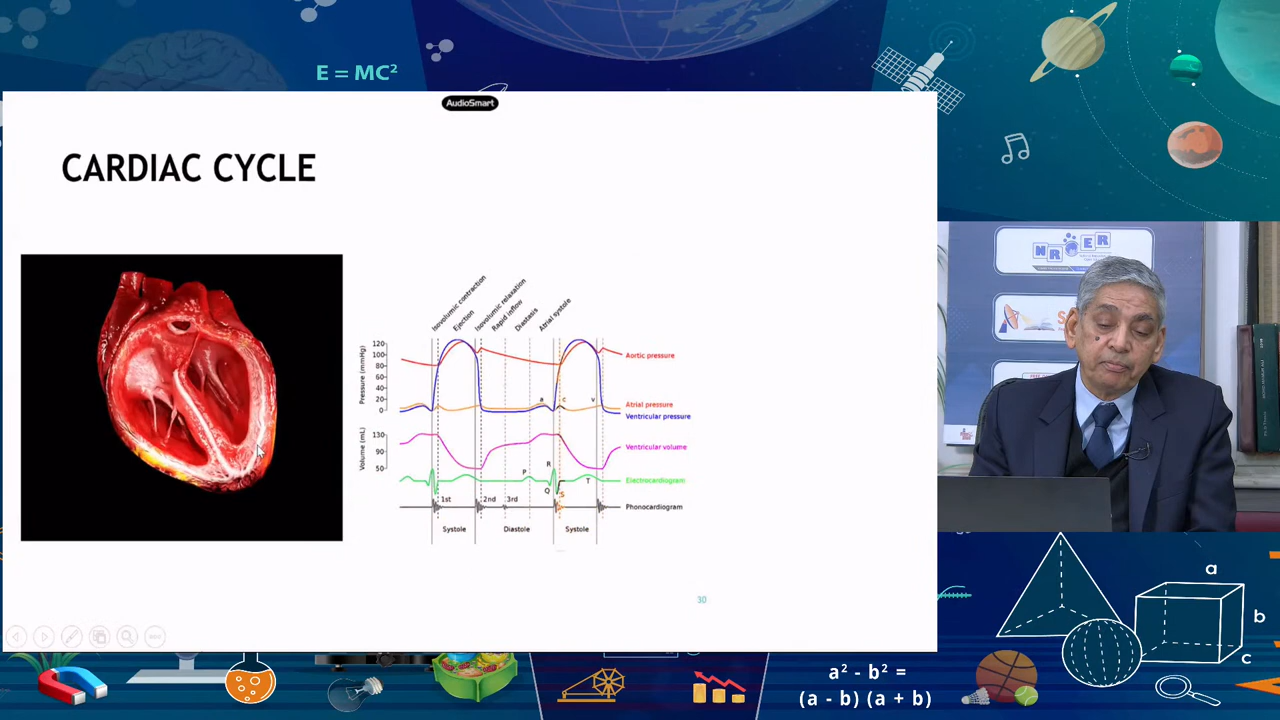 E = MC²
AudioSmart
CARDIAC CYCLE
Isovolumic contraction
Ejection
Isovolumic relaxation
Rapid inflow
Diastasis
Atrial systole
Pressure (mmHg)
120
100
80
60
40
20
0
a
c
v
Aortic pressure
Atrial pressure
Ventricular pressure
Volume (mL)
130
90
50
Ventricular volume
R
P
Q
S
T
Electrocardiogram
1st
2nd
3rd
Phonocardiogram
Systole
Diastole
Systole
30
N
R
E
R
a
b
c
a² - b² =
(a - b) (a + b)